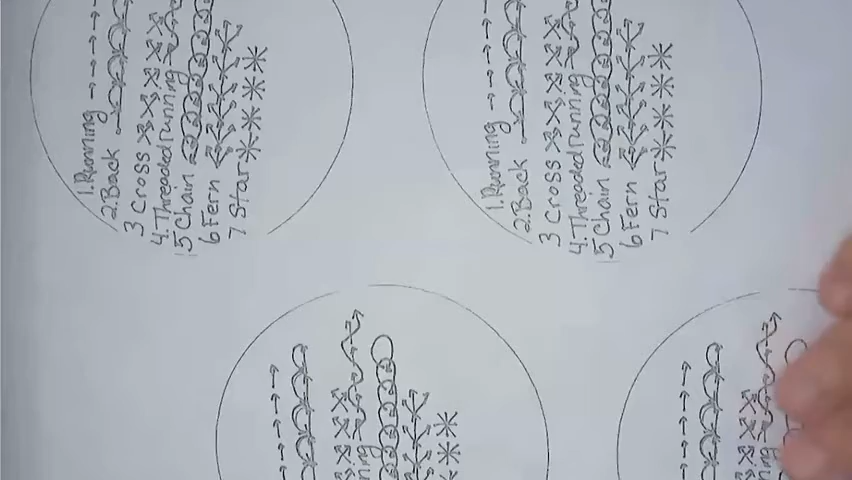 1. Running
2. Back
3 Cross
4. Threaded running
5 Chain
6 Fern
7 Star
1. Running
2. Back
3 Cross
4. Threaded running
5 Chain
6 Fern
7 Star